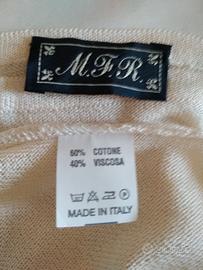 M.F.R.
60% COTONE
40% VISCOSA
MADE IN ITALY